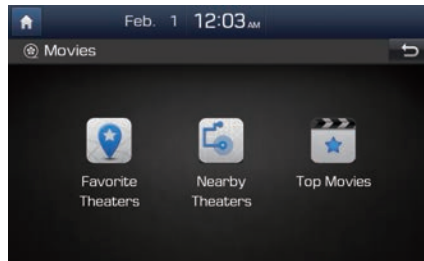 Feb. 1 12:03 AM
Movies
Favorite
Theaters
Nearby
Theaters
Top Movies